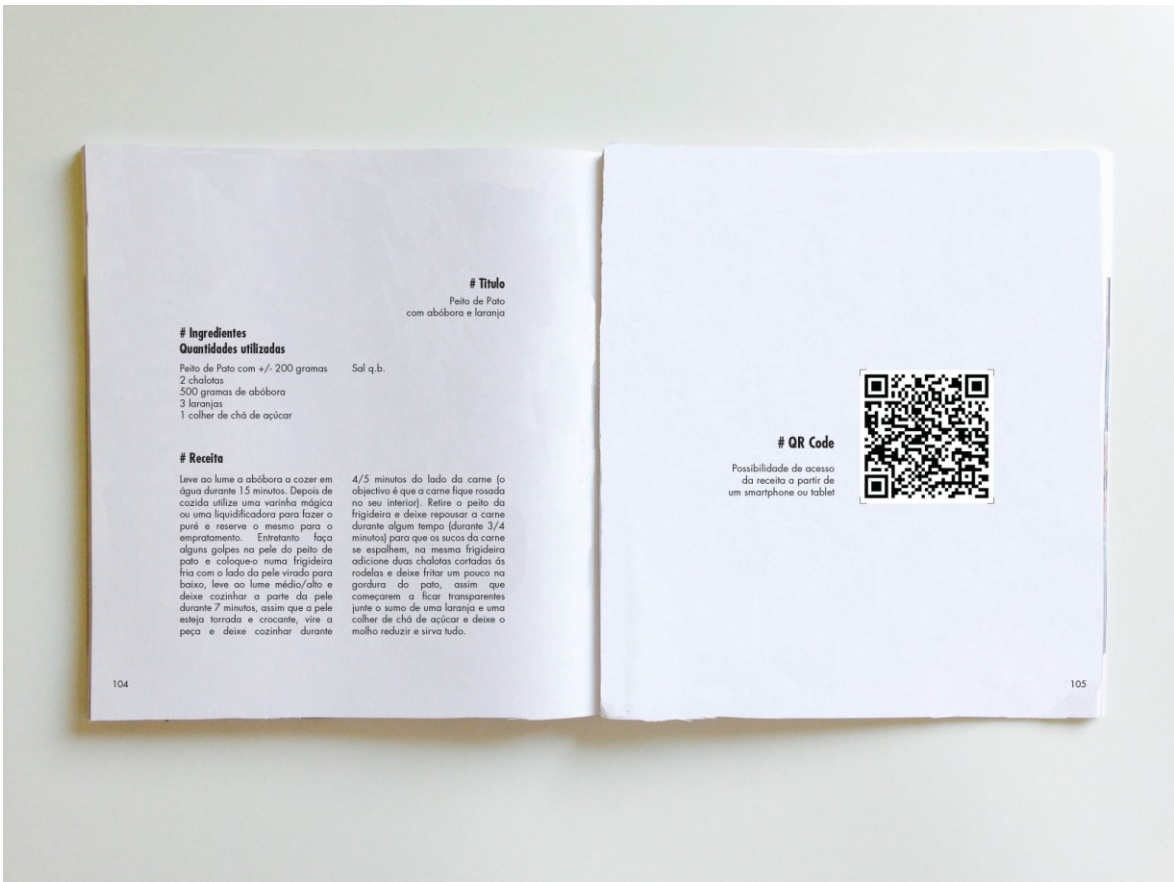 # Titulo
Peito de Pato
com abóbora e laranja
# Ingredientes
Quantidades utilizadas
Peito de Pato com +/- 200 gramas
2 chalotas
500 gramas de abóbora
3 laranjas
1 colher de chá de açúcar
Sal q.b.
# Receita
Leve ao lume a abóbora a cozer em
água durante 15 minutos. Depois de
cozida utilize uma varinha mágica
ou uma liquidificadora para fazer o
puré e reserve o mesmo para o
empratamento. Entretanto faça
alguns golpes na pele do peito de
pato e coloque-o numa frigideira
fria com o lado da pele virado para
baixo, leve ao lume médio/alto e
deixe cozinhar a parte da pele
durante 7 minutos, assim que a pele
esteja torrada e crocante, vire a
peça e deixe cozinhar durante
4/5 minutos do lado da carne (o
objectivo é que a carne fique rosada
no seu interior). Retire o peito da
frigideira e deixe repousar a carne
durante algum tempo (durante 3/4
minutos) para que os sucos da carne
se espalhem, na mesma frigideira
adicione duas chalotas cortadas ás
rodelas e deixe fritar um pouco na
gordura do pato, assim que
começarem a ficar transparentes
junte o sumo de uma laranja e uma
colher de chá de açúcar e deixe o
molho reduzir e sirva tudo.
104
# QR Code
Possibilidade de acesso
da receita a partir de
um smartphone ou tablet
105